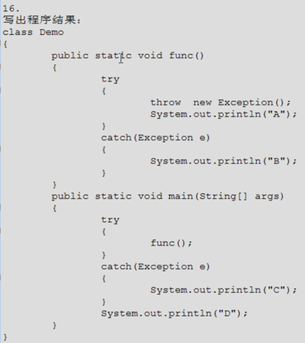 16.
写出程序结果:
class Demo
{
public static void func()
{
try
{
throw  new Exception();
System.out.println("A");
}
catch(Exception e)
{
System.out.println("B");
}
}
public static void main(String[] args)
{
try
{
func();
}
catch(Exception e)
{
System.out.println("C");
}
System.out.println("D");
}
}